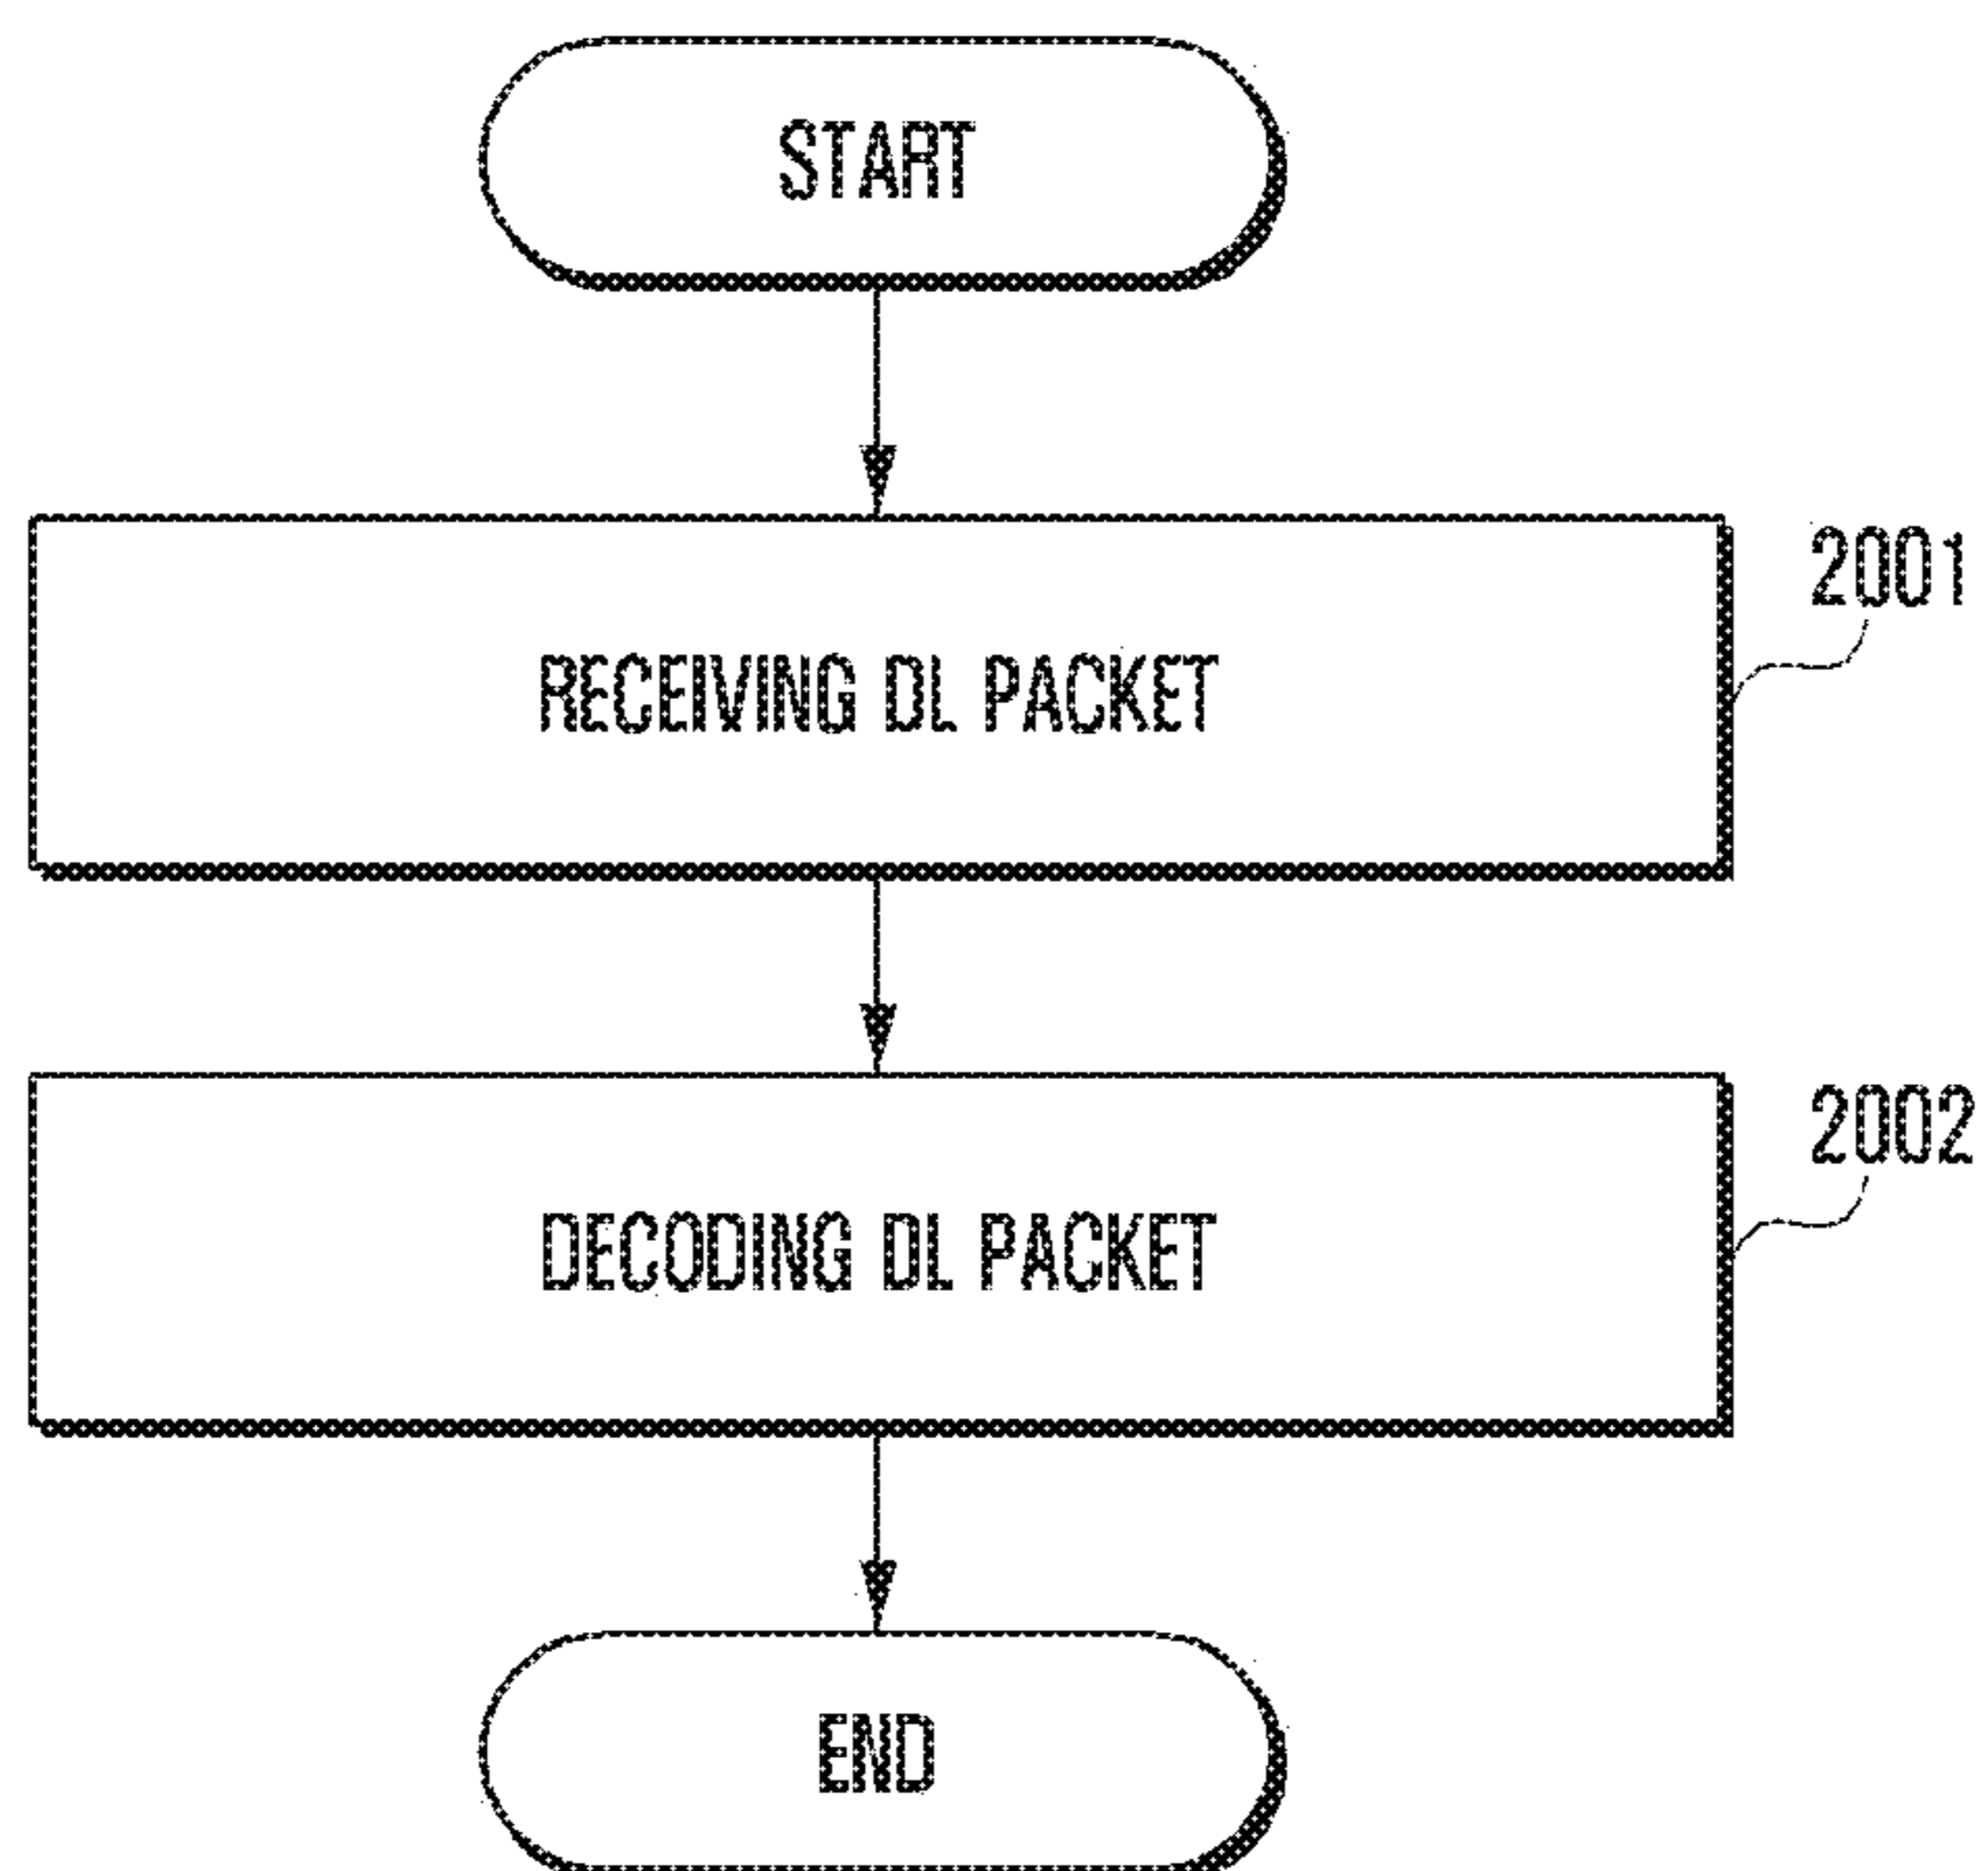 START
2001
RECEIVING DL PACKET
2002
DECODING DL PACKET
END